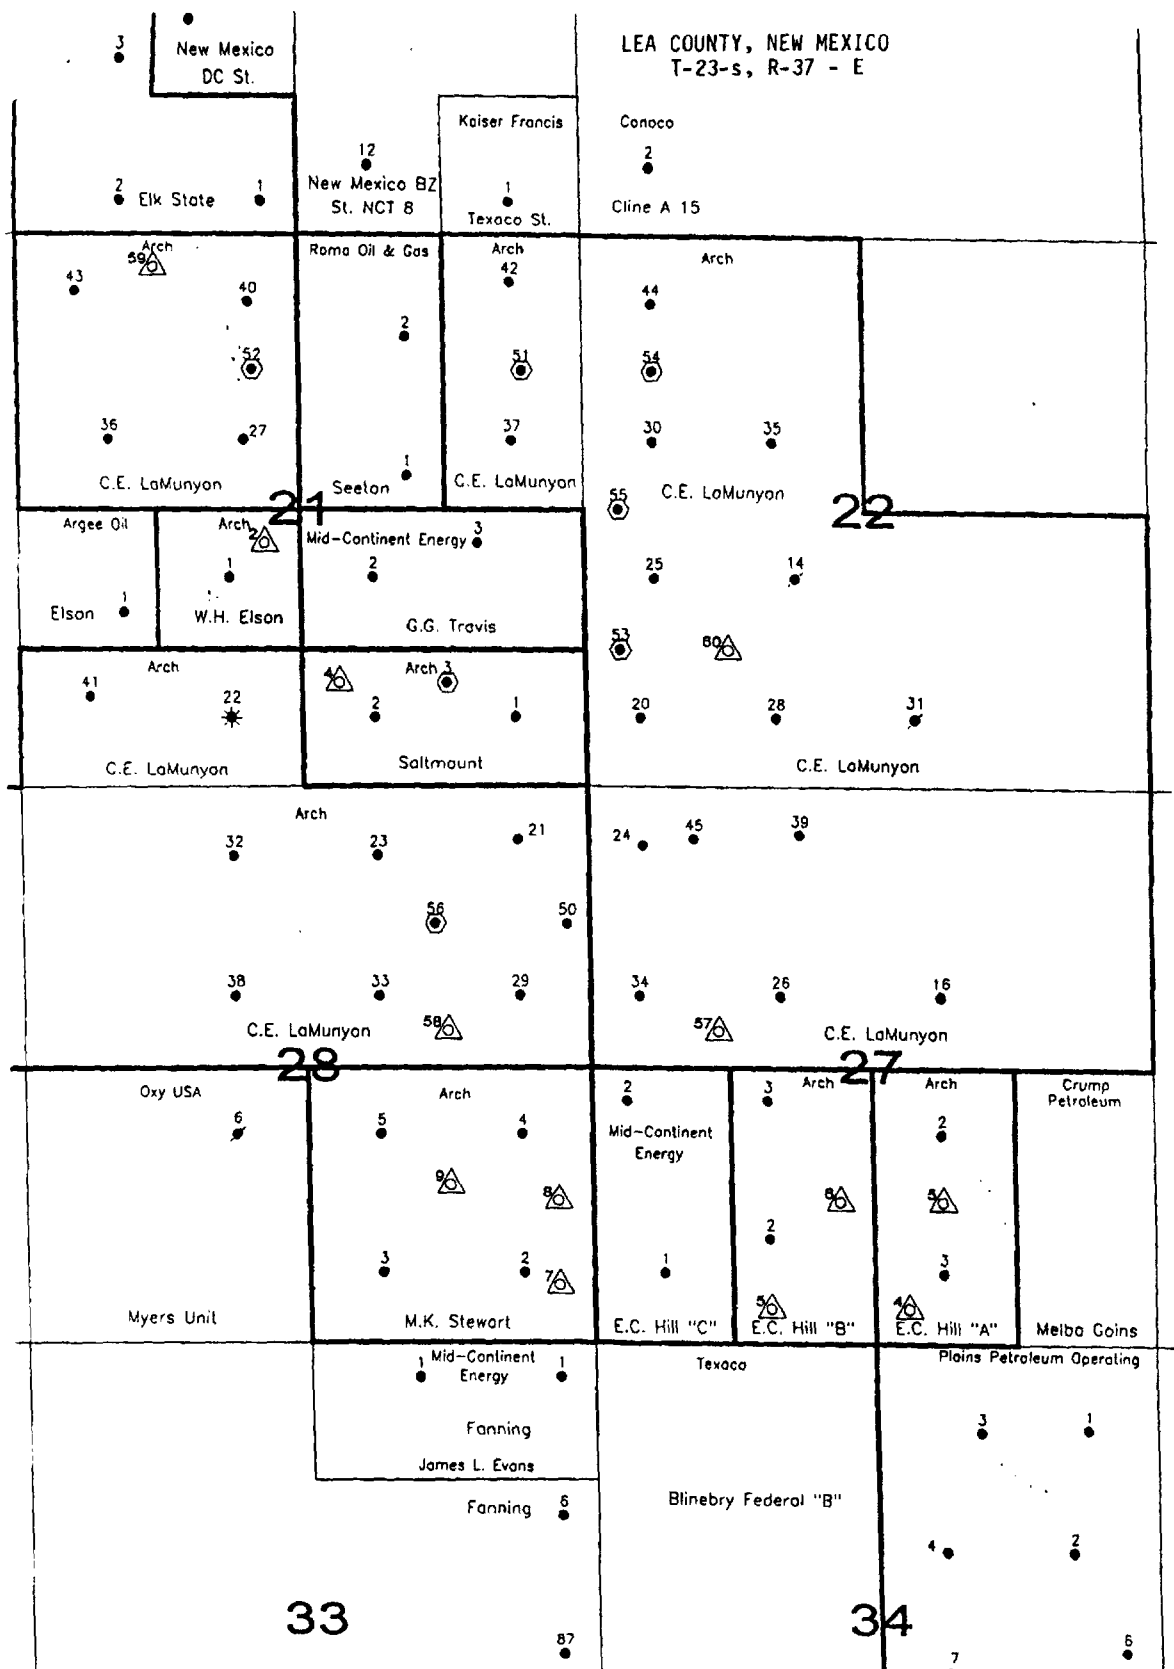 LEA COUNTY, NEW MEXICO
T-23-s, R-37 - E
3
New Mexico
DC St.
Kaiser Francis
Conoco
12
2
2
Elk State
1
New Mexico BZ
St. NCT 8
1
Texaco St.
Cline A 15
Arch
59
43
40
52
36
27
C.E. LaMunyon
Roma Oil & Gas
2
1
Seeton
Arch
42
51
37
C.E. LaMunyon
Arch
44
54
30
35
55
C.E. LaMunyon
21
22
Argee Oil
Elson
1
Arch
2
1
W.H. Elson
Mid-Continent Energy
3
2
G.G. Travis
25
14
53
60
20
28
31
C.E. LaMunyon
Arch
41
22
C.E. LaMunyon
4
Arch
3
2
1
Saltmount
Arch
32
23
21
56
50
38
33
29
C.E. LaMunyon
58
24
45
39
34
26
16
57
C.E. LaMunyon
28
27
Oxy USA
6
Myers Unit
Arch
5
4
9
8
3
2
7
M.K. Stewart
2
Mid-Continent
Energy
1
E.C. Hill "C"
3
Arch
6
2
5
E.C. Hill "B"
Arch
2
5
3
4
E.C. Hill "A"
Crump
Petroleum
Melba Goins
1
Mid-Continent
Energy
1
Fanning
James L. Evans
Fanning
6
33
87
Texaco
Blinebry Federal "B"
34
Plains Petroleum Operating
3
1
4
2
7
6